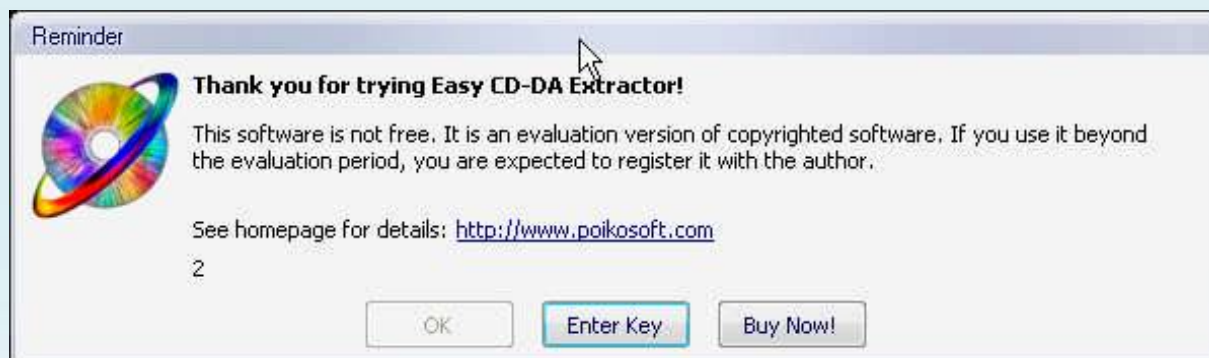 Reminder
Thank you for trying Easy CD-DA Extractor!
This software is not free. It is an evaluation version of copyrighted software. If you use it beyond
the evaluation period, you are expected to register it with the author.
See homepage for details: http://www.poikosoft.com
2
OK Enter Key Buy Now!